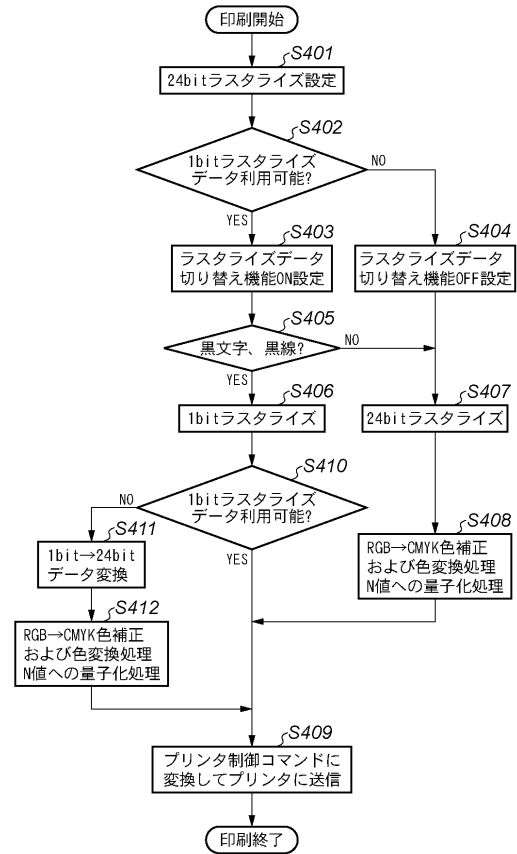 印刷開始
S401
24bitラスタライズ設定
S402
1bitラスタライズ
データ利用可能?
NO
YES
S403
ラスタライズデータ
切り替え機能ON設定
S404
ラスタライズデータ
切り替え機能OFF設定
S405
黒文字、黒線?
NO
YES
S406
1bitラスタライズ
S407
24bitラスタライズ
S410
1bitラスタライズ
データ利用可能?
NO
YES
S411
1bit→24bit
データ変換
S408
RGB→CMYK色補正
および色変換処理
N値への量子化処理
S412
RGB→CMYK色補正
および色変換処理
N値への量子化処理
S409
プリンタ制御コマンドに
変換してプリンタに送信
印刷終了